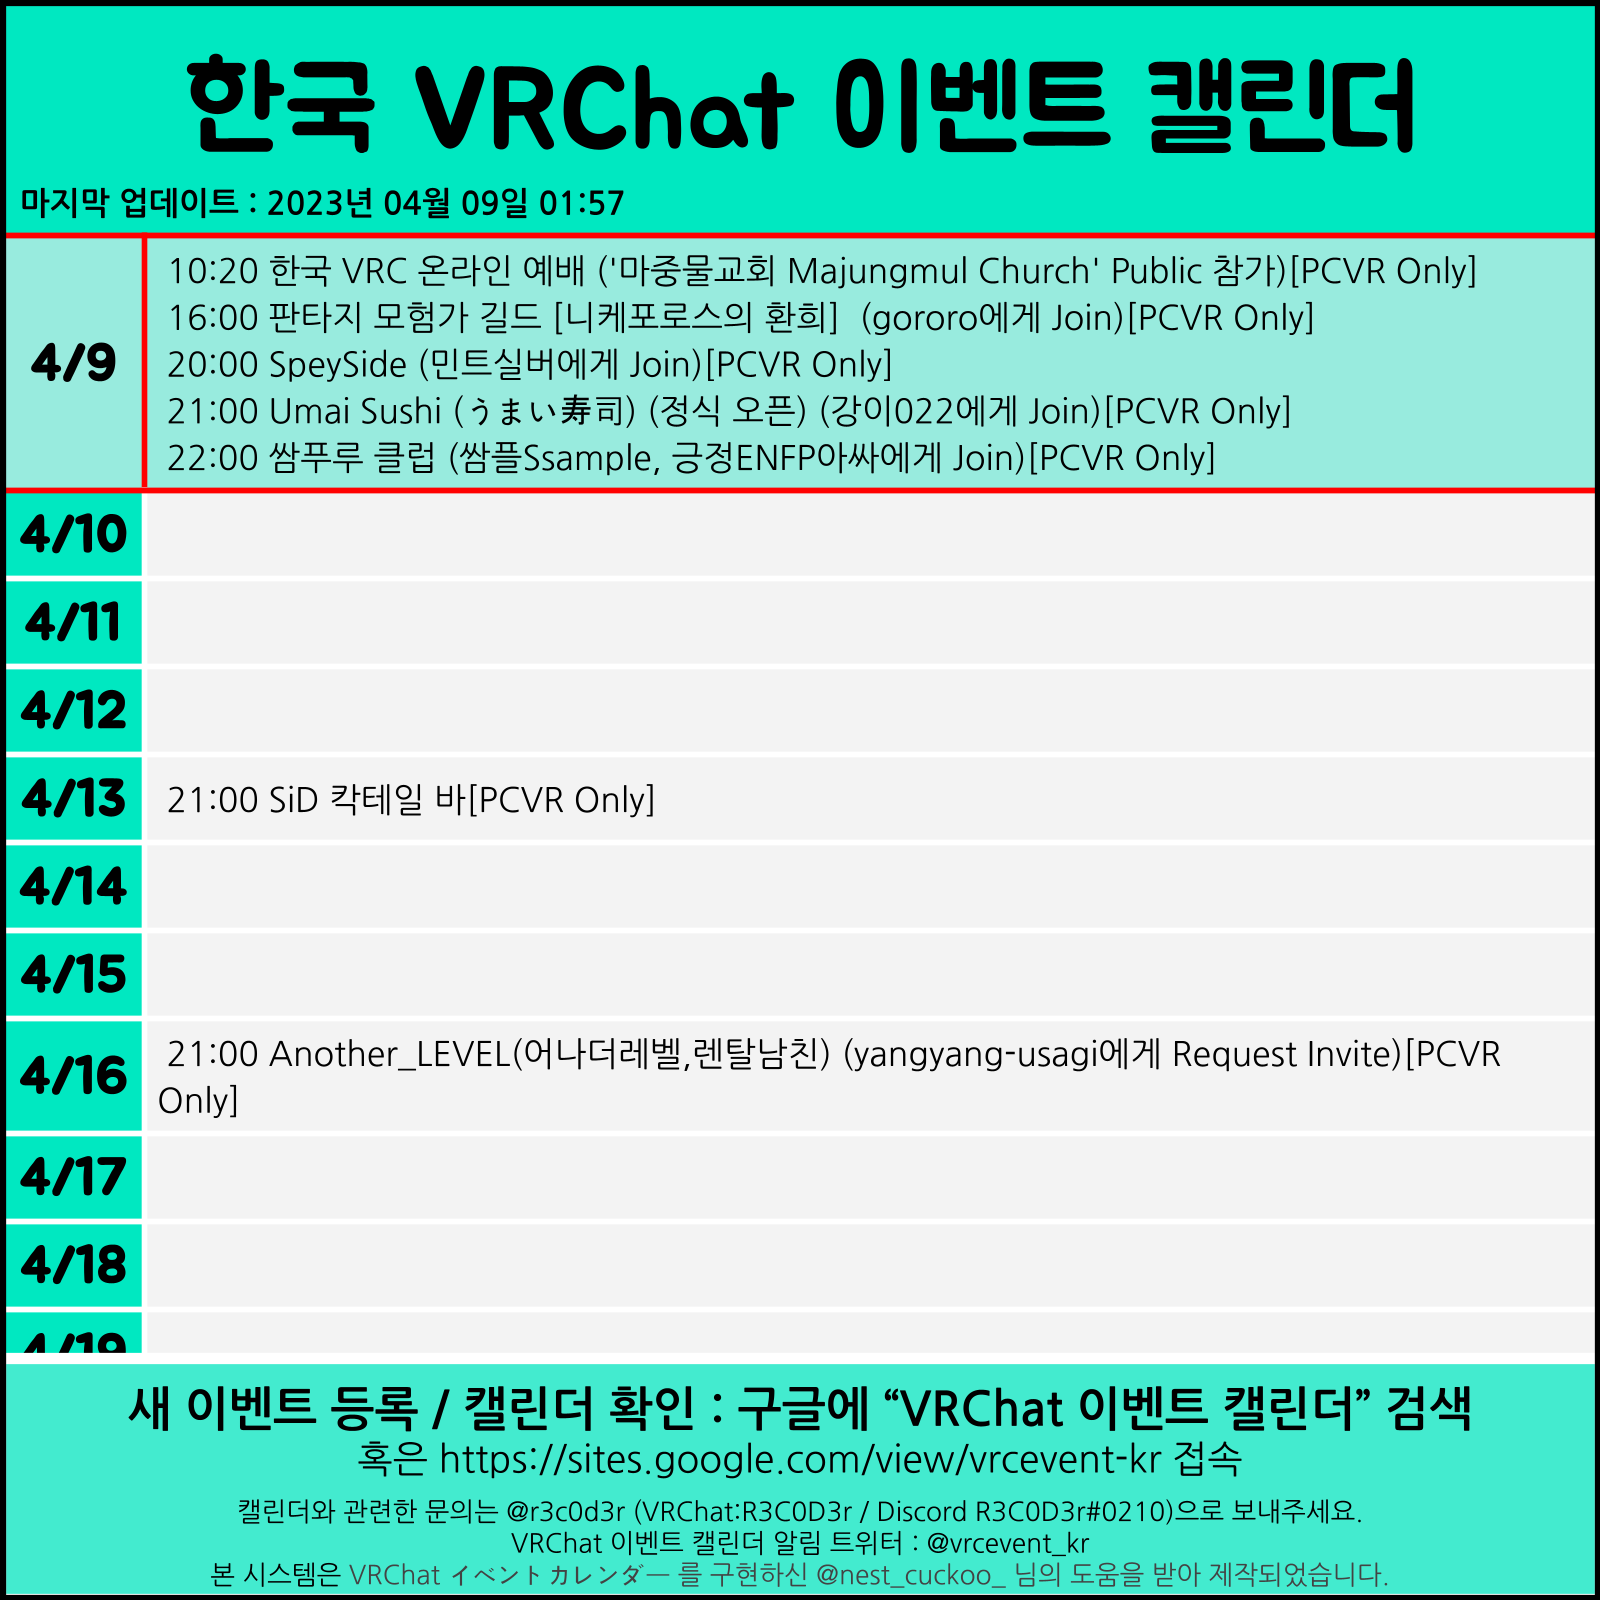 한국 VRChat 이벤트 캘린더
마지막 업데이트 : 2023년 04월 09일 01:57
4/9
10:20 한국 VRC 온라인 예배 ('마중물교회 Majungmul Church' Public 참가)[PCVR Only]
16:00 판타지 모험가 길드 [니케포로스의 환희] (gororo에게 Join)[PCVR Only]
20:00 SpeySide (민트실버에게 Join)[PCVR Only]
21:00 Umai Sushi (うまい寿司) (정식 오픈) (강이022에게 Join)[PCVR Only]
22:00 쌈푸루 클럽 (쌈플Ssample, 긍정ENFP아싸에게 Join)[PCVR Only]
4/10
4/11
4/12
4/13
21:00 SiD 칵테일 바[PCVR Only]
4/14
4/15
4/16
21:00 Another_LEVEL(어나더레벨,렌탈남친) (yangyang-usagi에게 Request Invite)[PCVR
Only]
4/17
4/18
4/19
새 이벤트 등록 / 캘린더 확인 : 구글에 “VRChat 이벤트 캘린더” 검색
혹은 https://sites.google.com/view/vrcevent-kr 접속
캘린더와 관련한 문의는 @r3c0d3r (VRChat:R3C0D3r / Discord R3C0D3r#0210)으로 보내주세요.
VRChat 이벤트 캘린더 알림 트위터 : @vrcevent_kr
본 시스템은 VRChat イベントカレンダー 를 구현하신 @nest_cuckoo_ 님의 도움을 받아 제작되었습니다.